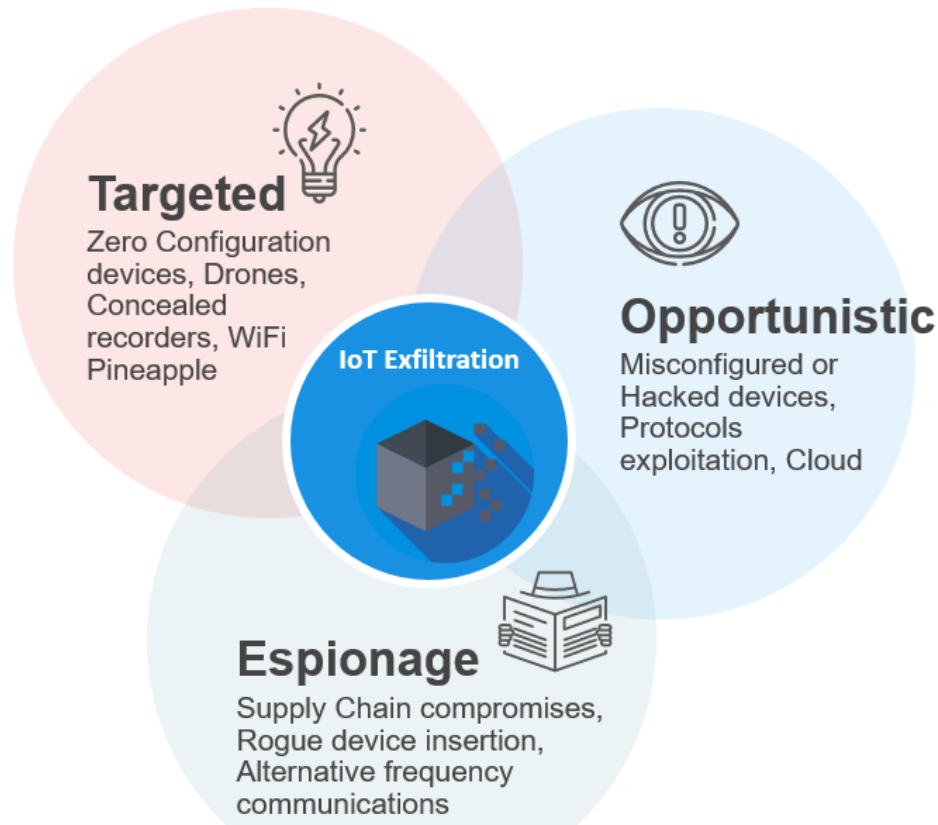 Targeted
Zero Configuration
devices, Drones,
Concealed
recorders, WiFi
Pineapple
Opportunistic
Misconfigured or
Hacked devices,
Protocols
exploitation, Cloud
IoT Exfiltration
Espionage
Supply Chain compromises,
Rogue device insertion,
Alternative frequency
communications